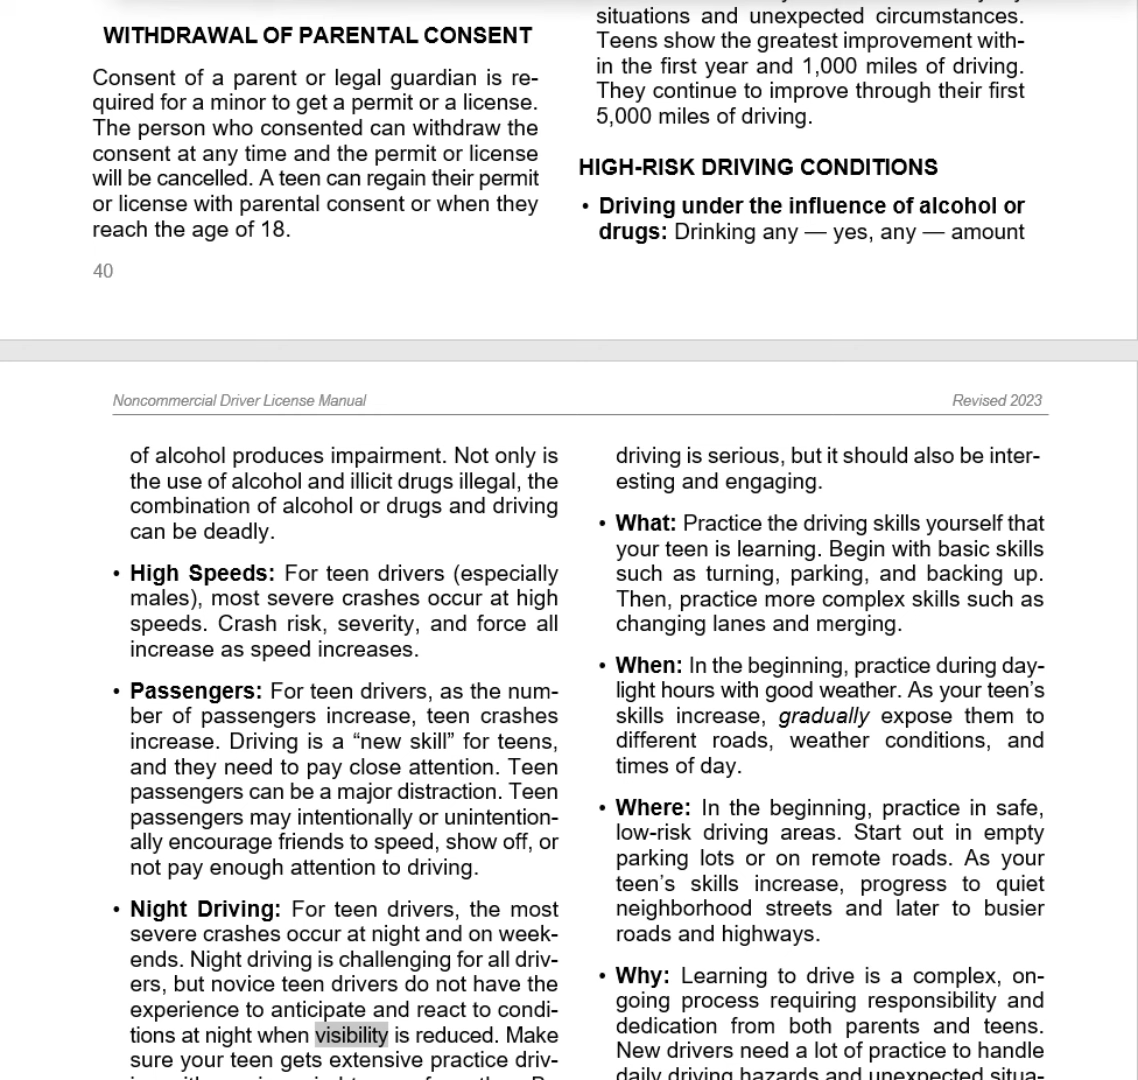 WITHDRAWAL OF PARENTAL CONSENT
Consent of a parent or legal guardian is re-
quired for a minor to get a permit or a license.
The person who consented can withdraw the
consent at any time and the permit or license
will be cancelled. A teen can regain their permit
or license with parental consent or when they
reach the age of 18.
40
situations and unexpected circumstances.
Teens show the greatest improvement with-
in the first year and 1,000 miles of driving.
They continue to improve through their first
5,000 miles of driving.
HIGH-RISK DRIVING CONDITIONS
• Driving under the influence of alcohol or
drugs: Drinking any — yes, any — amount
Noncommercial Driver License Manual
Revised 2023
of alcohol produces impairment. Not only is
the use of alcohol and illicit drugs illegal, the
combination of alcohol or drugs and driving
can be deadly.
• High Speeds: For teen drivers (especially
males), most severe crashes occur at high
speeds. Crash risk, severity, and force all
increase as speed increases.
• Passengers: For teen drivers, as the num-
ber of passengers increase, teen crashes
increase. Driving is a “new skill” for teens,
and they need to pay close attention. Teen
passengers can be a major distraction. Teen
passengers may intentionally or unintention-
ally encourage friends to speed, show off, or
not pay enough attention to driving.
• Night Driving: For teen drivers, the most
severe crashes occur at night and on week-
ends. Night driving is challenging for all driv-
ers, but novice teen drivers do not have the
experience to anticipate and react to condi-
tions at night when visibility is reduced. Make
sure your teen gets extensive practice driv-
driving is serious, but it should also be inter-
esting and engaging.
• What: Practice the driving skills yourself that
your teen is learning. Begin with basic skills
such as turning, parking, and backing up.
Then, practice more complex skills such as
changing lanes and merging.
• When: In the beginning, practice during day-
light hours with good weather. As your teen’s
skills increase, gradually expose them to
different roads, weather conditions, and
times of day.
• Where: In the beginning, practice in safe,
low-risk driving areas. Start out in empty
parking lots or on remote roads. As your
teen’s skills increase, progress to quiet
neighborhood streets and later to busier
roads and highways.
• Why: Learning to drive is a complex, on-
going process requiring responsibility and
dedication from both parents and teens.
New drivers need a lot of practice to handle
daily driving hazards and unexpected situa-